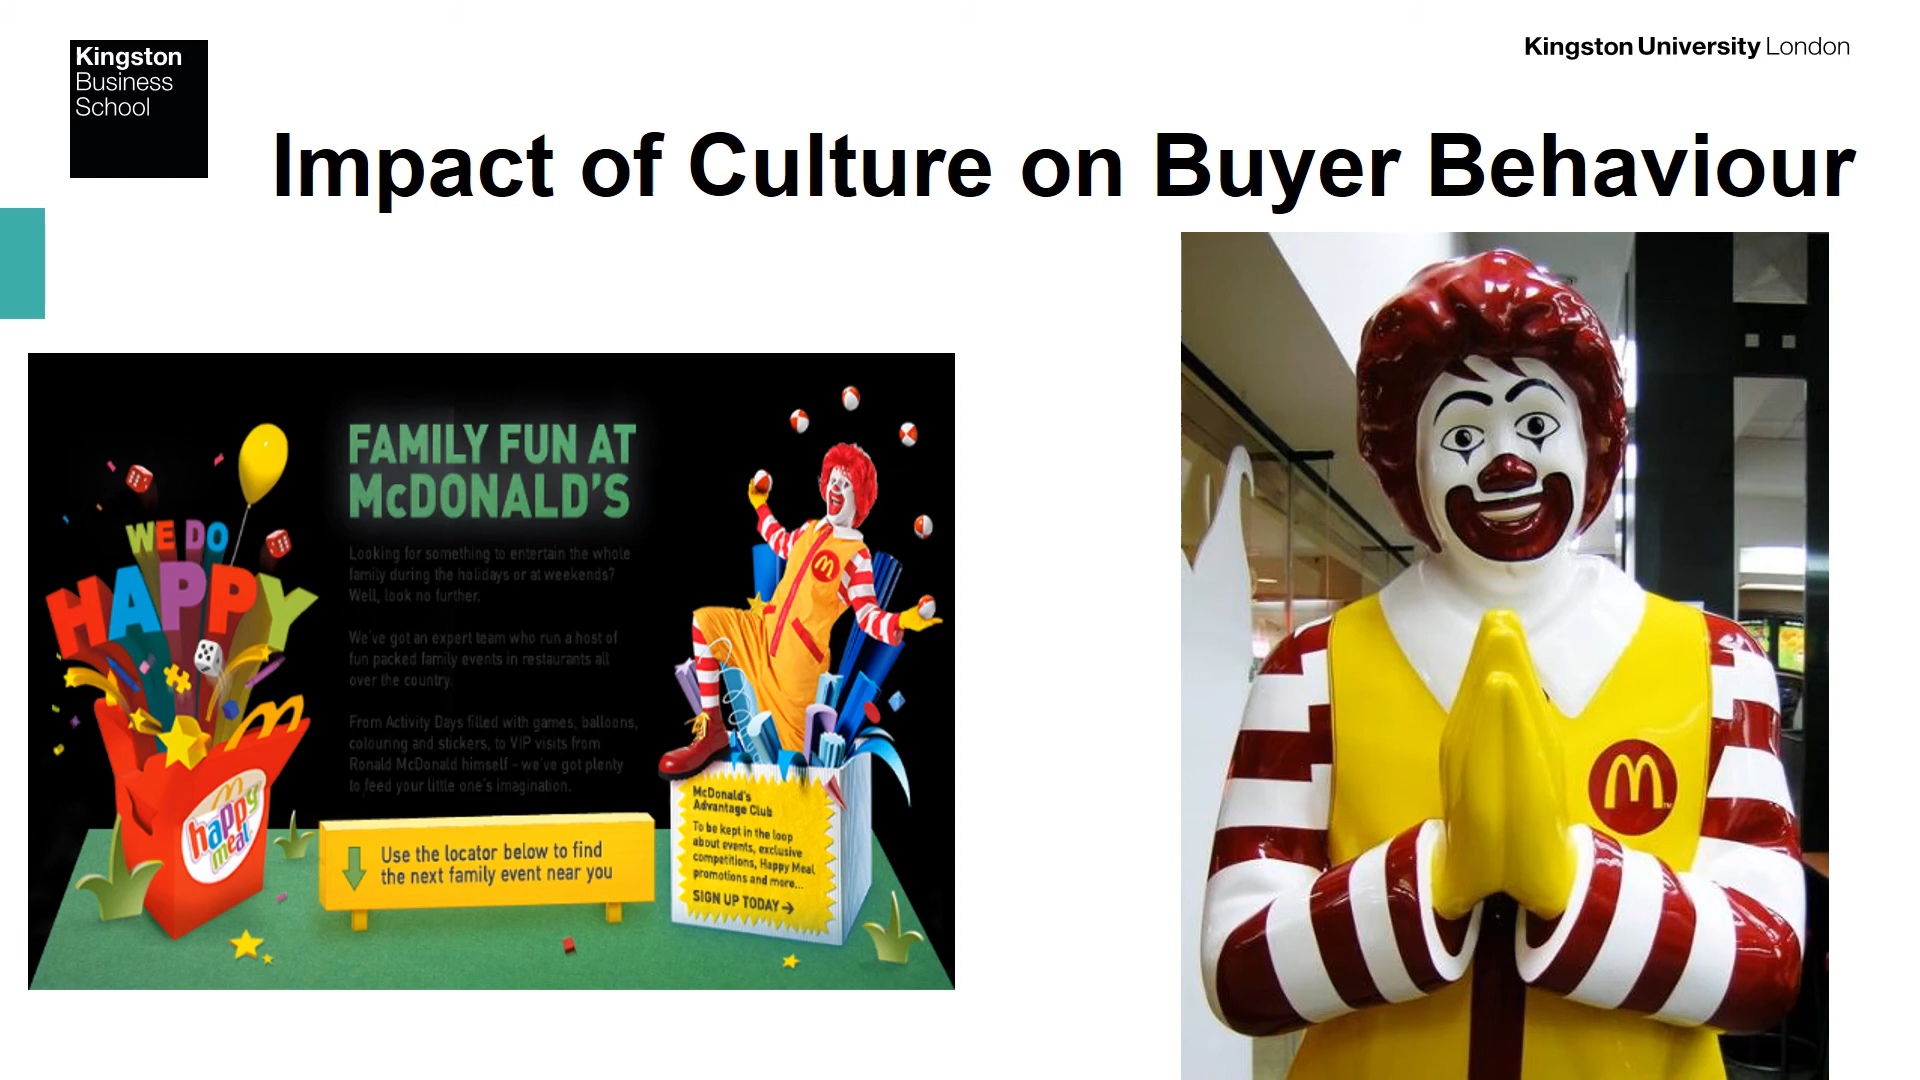 Kingston
Business
School
Kingston University London
Impact of Culture on Buyer Behaviour
WE DO
HAPPY
happy
meal
FAMILY FUN AT
McDONALD'S
Looking for something to entertain the whole
family during the holidays or at weekends?
Well, look no further.
We've got an expert team who run a host of
fun packed family events in restaurants all
over the country.
From Activity Days filled with games, balloons,
colouring and stickers, to VIP visits from
Ronald McDonald himself - we've got plenty
to feed your little one's imagination.
Use the locator below to find
the next family event near you
McDonald's
Advantage Club
To be kept in the loop
about events, exclusive
competitions, Happy Meal
promotions and more...
SIGN UP TODAY →
M
M